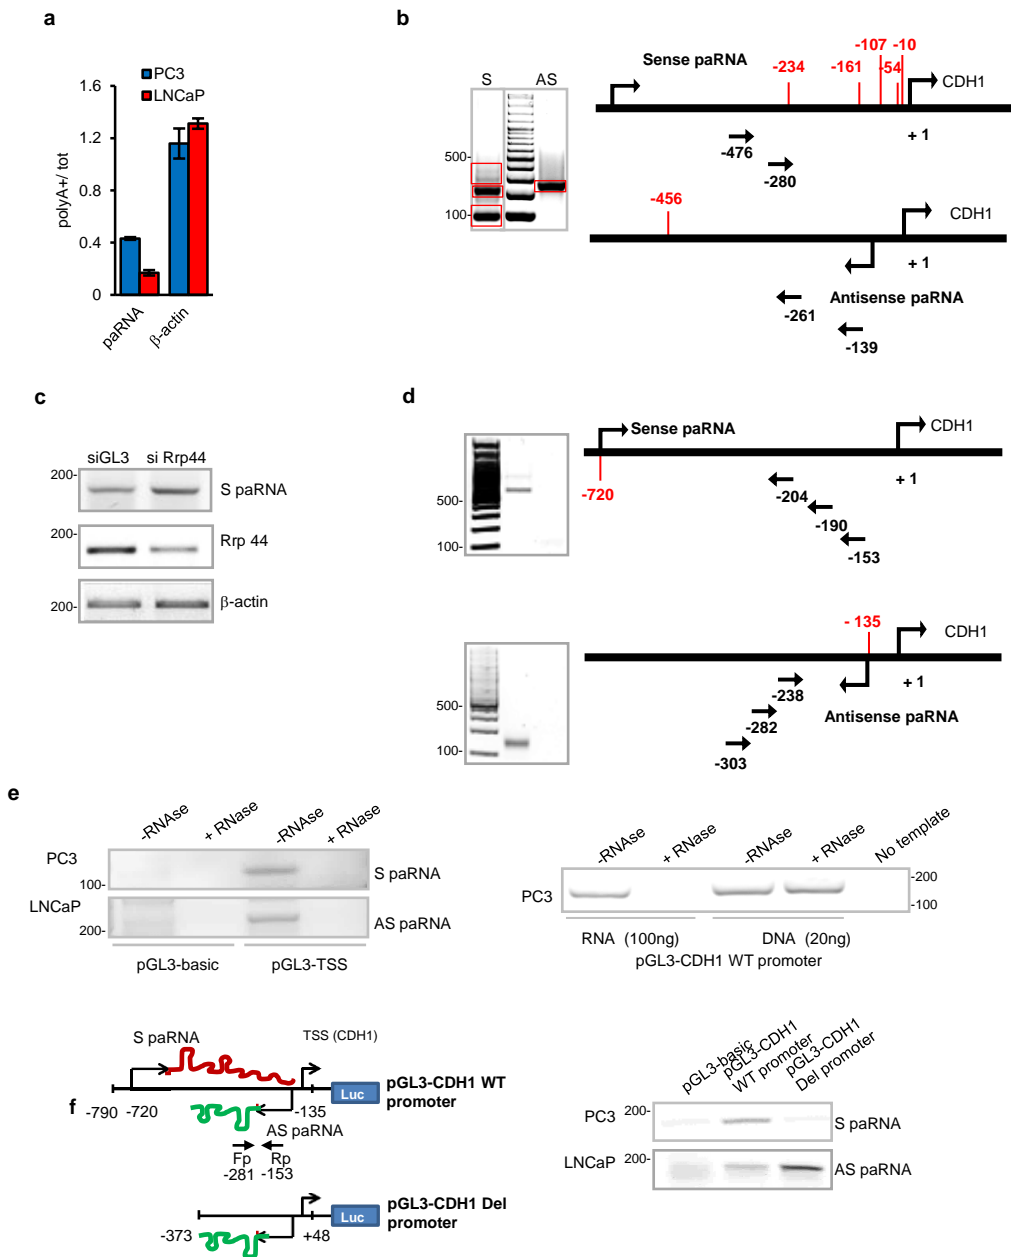 a
PC3
LNCaP
polyA+/ tot
1.6
1.2
0.8
0.4
0
paRNA
β-actin
b
S
AS
500-
100-
Sense paRNA
-234
-161
-107
-54
-10
CDH1
+ 1
-476
-280
-456
CDH1
+ 1
Antisense paRNA
-261
-139
c
siGL3
si Rrp44
200-
S paRNA
200-
Rrp 44
200-
β-actin
d
500-
100-
Sense paRNA
CDH1
-720
+ 1
-204
-190
-153
500-
100-
- 135
CDH1
+ 1
-238
Antisense paRNA
-282
-303
e
-RNAse
+ RNase
-RNAse
+ RNase
PC3
100-
S paRNA
LNCaP
200-
AS paRNA
pGL3-basic
pGL3-TSS
-RNAse
+ RNase
-RNAse
+ RNase
No template
PC3
-200
-100
RNA (100ng)
DNA (20ng)
pGL3-CDH1 WT promoter
f
S paRNA
TSS (CDH1)
Luc
pGL3-CDH1 WT
promoter
-790
-720
-135
AS paRNA
Fp
Rp
-281
-153
Luc
pGL3-CDH1 Del
promoter
-373
+48
pGL3-basic
pGL3-CDH1
WT promoter
pGL3-CDH1
Del promoter
PC3
200-
S paRNA
LNCaP
200-
AS paRNA